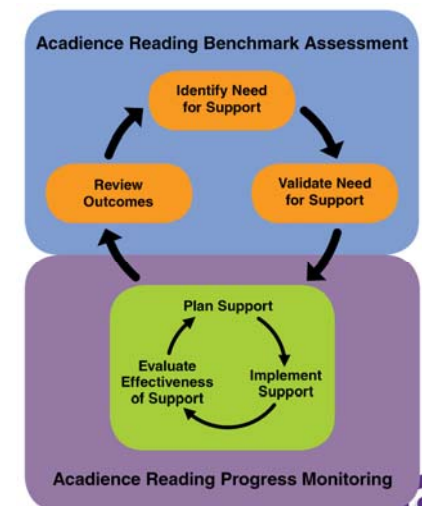 Acadience Reading Benchmark Assessment
Identify Need
for Support
Review
Outcomes
Validate Need
for Support
Plan Support
Evaluate
Effectiveness
of Support
Implement
Support
Acadience Reading Progress Monitoring